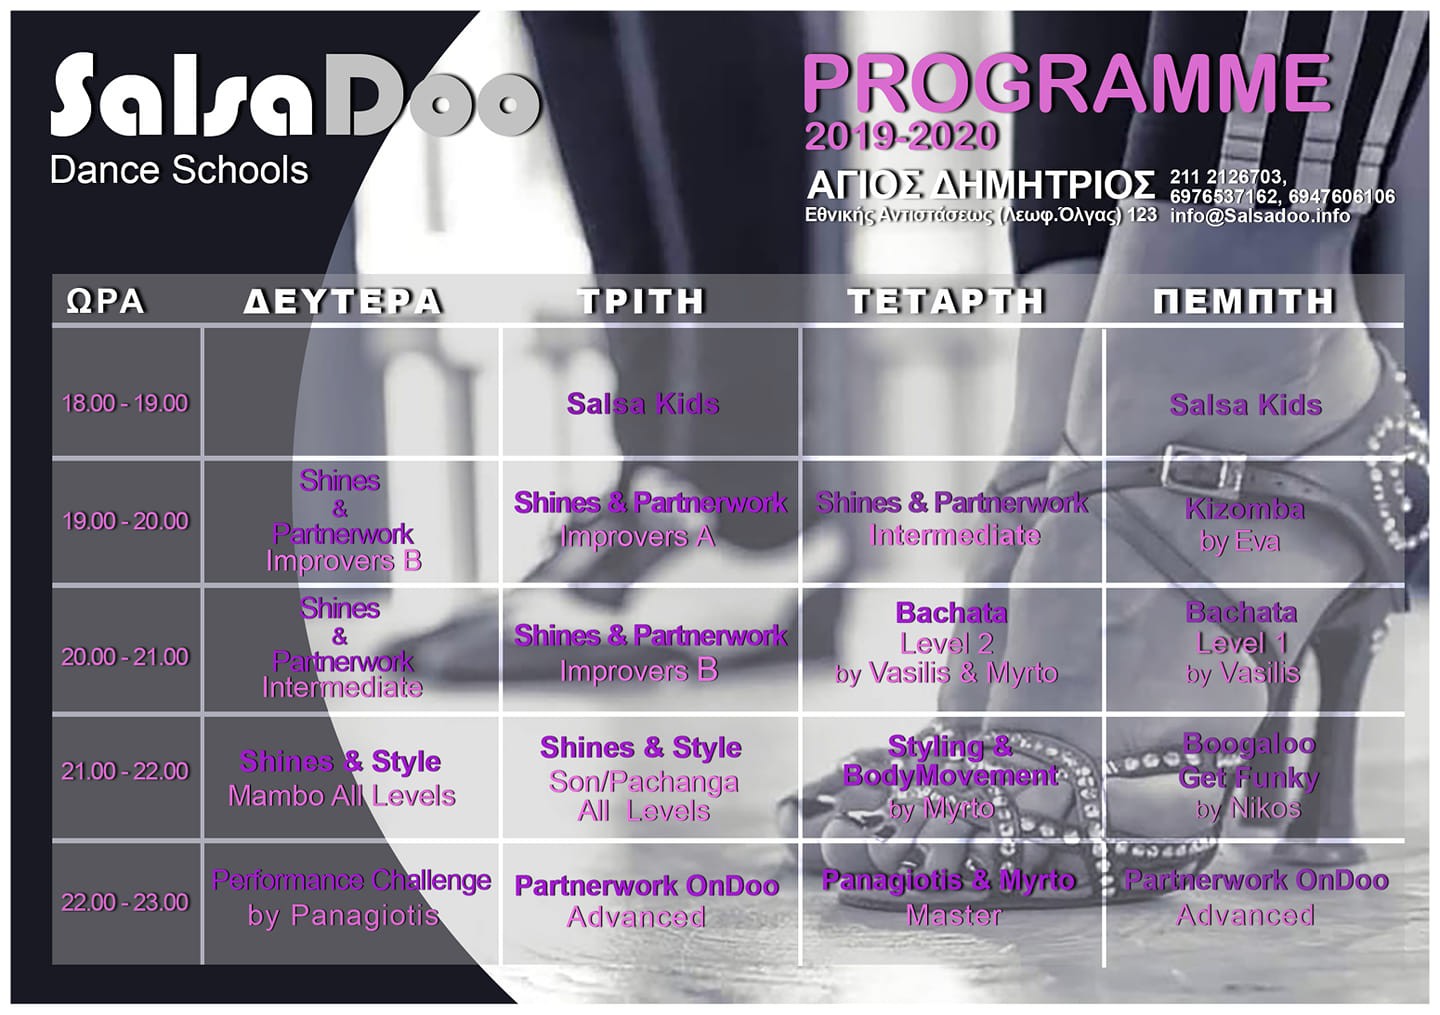 SalsaDoo
Dance Schools
PROGRAMME
2019-2020
ΑΓΙΟΣ ΔΗΜΗΤΡΙΟΣ
Εθνικής Αντιστάσεως (Λεωφ.Όλγας) 123
211 2126703,
6976537162, 6947606106
info@Salsadoo.info
ΩΡΑ ΔΕΥΤΕΡΑ ΤΡΙΤΗ ΤΕΤΑΡΤΗ ΠΕΜΠΤΗ
18.00 - 19.00
Salsa Kids
Salsa Kids
19.00 - 20.00
Shines
&
Partnerwork
Improvers B
Shines & Partnerwork
Improvers A
Shines & Partnerwork
Intermediate
Kizomba
by Eva
20.00 - 21.00
Shines
&
Partnerwork
Intermediate
Shines & Partnerwork
Improvers B
Bachata
Level 2
by Vasilis & Myrto
Bachata
Level 1
by Vasilis
21.00 - 22.00
Shines & Style
Mambo All Levels
Shines & Style
Son/Pachanga
All Levels
Styling &
BodyMovement
by Myrto
Boogaloo
Get Funky
by Nikos
22.00 - 23.00
Performance Challenge
by Panagiotis
Partnerwork OnDoo
Advanced
Panagiotis & Myrto
Master
Partnerwork OnDoo
Advanced